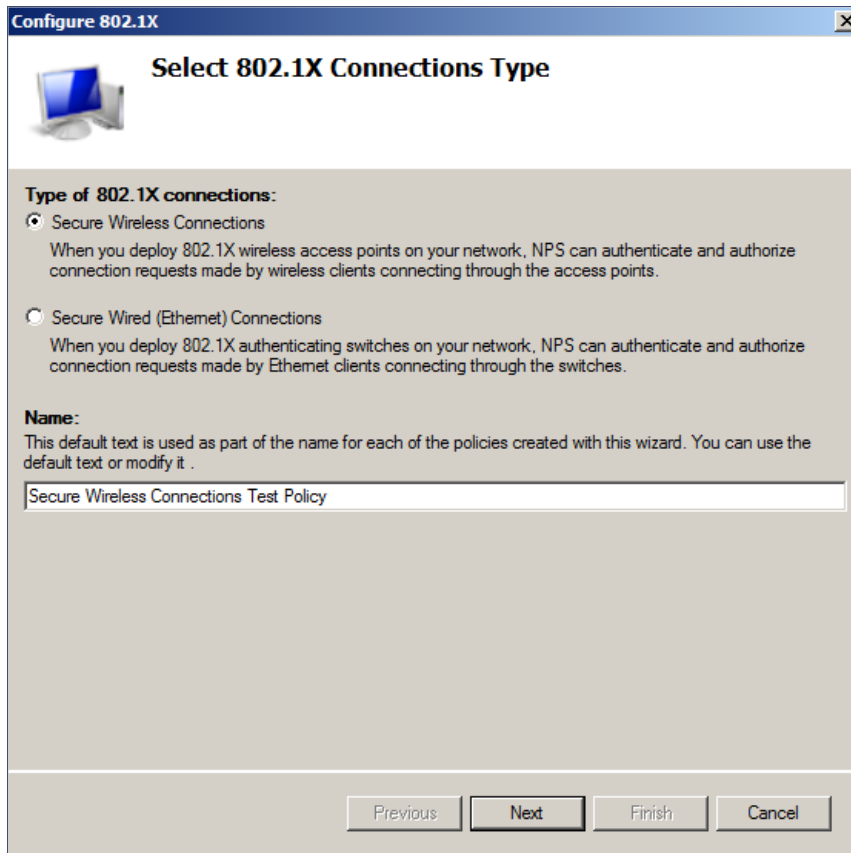 Configure 802.1X
Select 802.1X Connections Type
Type of 802.1X connections:
Secure Wireless Connections
When you deploy 802.1X wireless access points on your network, NPS can authenticate and authorize
connection requests made by wireless clients connecting through the access points.
Secure Wired (Ethernet) Connections
When you deploy 802.1X authenticating switches on your network, NPS can authenticate and authorize
connection requests made by Ethernet clients connecting through the switches.
Name:
This default text is used as part of the name for each of the policies created with this wizard. You can use the
default text or modify it .
Secure Wireless Connections Test Policy
Previous Next Finish Cancel